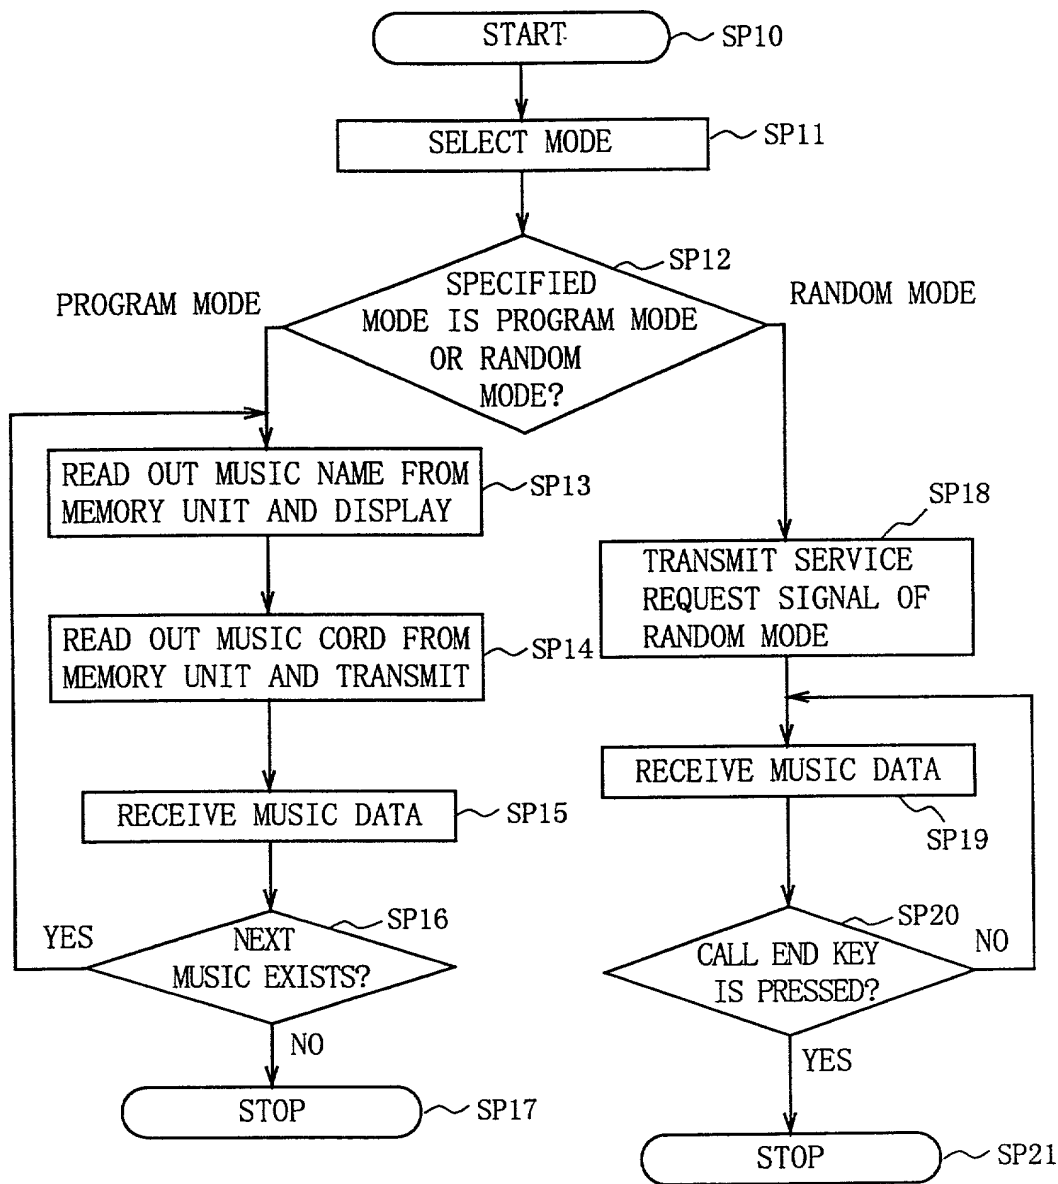 START
SP10
SELECT MODE
SP11
SP12
SPECIFIED
MODE IS PROGRAM MODE
OR RANDOM
MODE?
PROGRAM MODE
RANDOM MODE
READ OUT MUSIC NAME FROM
MEMORY UNIT AND DISPLAY
SP13
READ OUT MUSIC CORD FROM
MEMORY UNIT AND TRANSMIT
SP14
RECEIVE MUSIC DATA
SP15
SP16
YES
NEXT
MUSIC EXISTS?
NO
STOP
SP17
SP18
TRANSMIT SERVICE
REQUEST SIGNAL OF
RANDOM MODE
RECEIVE MUSIC DATA
SP19
SP20
CALL END KEY
IS PRESSED?
NO
YES
STOP
SP21